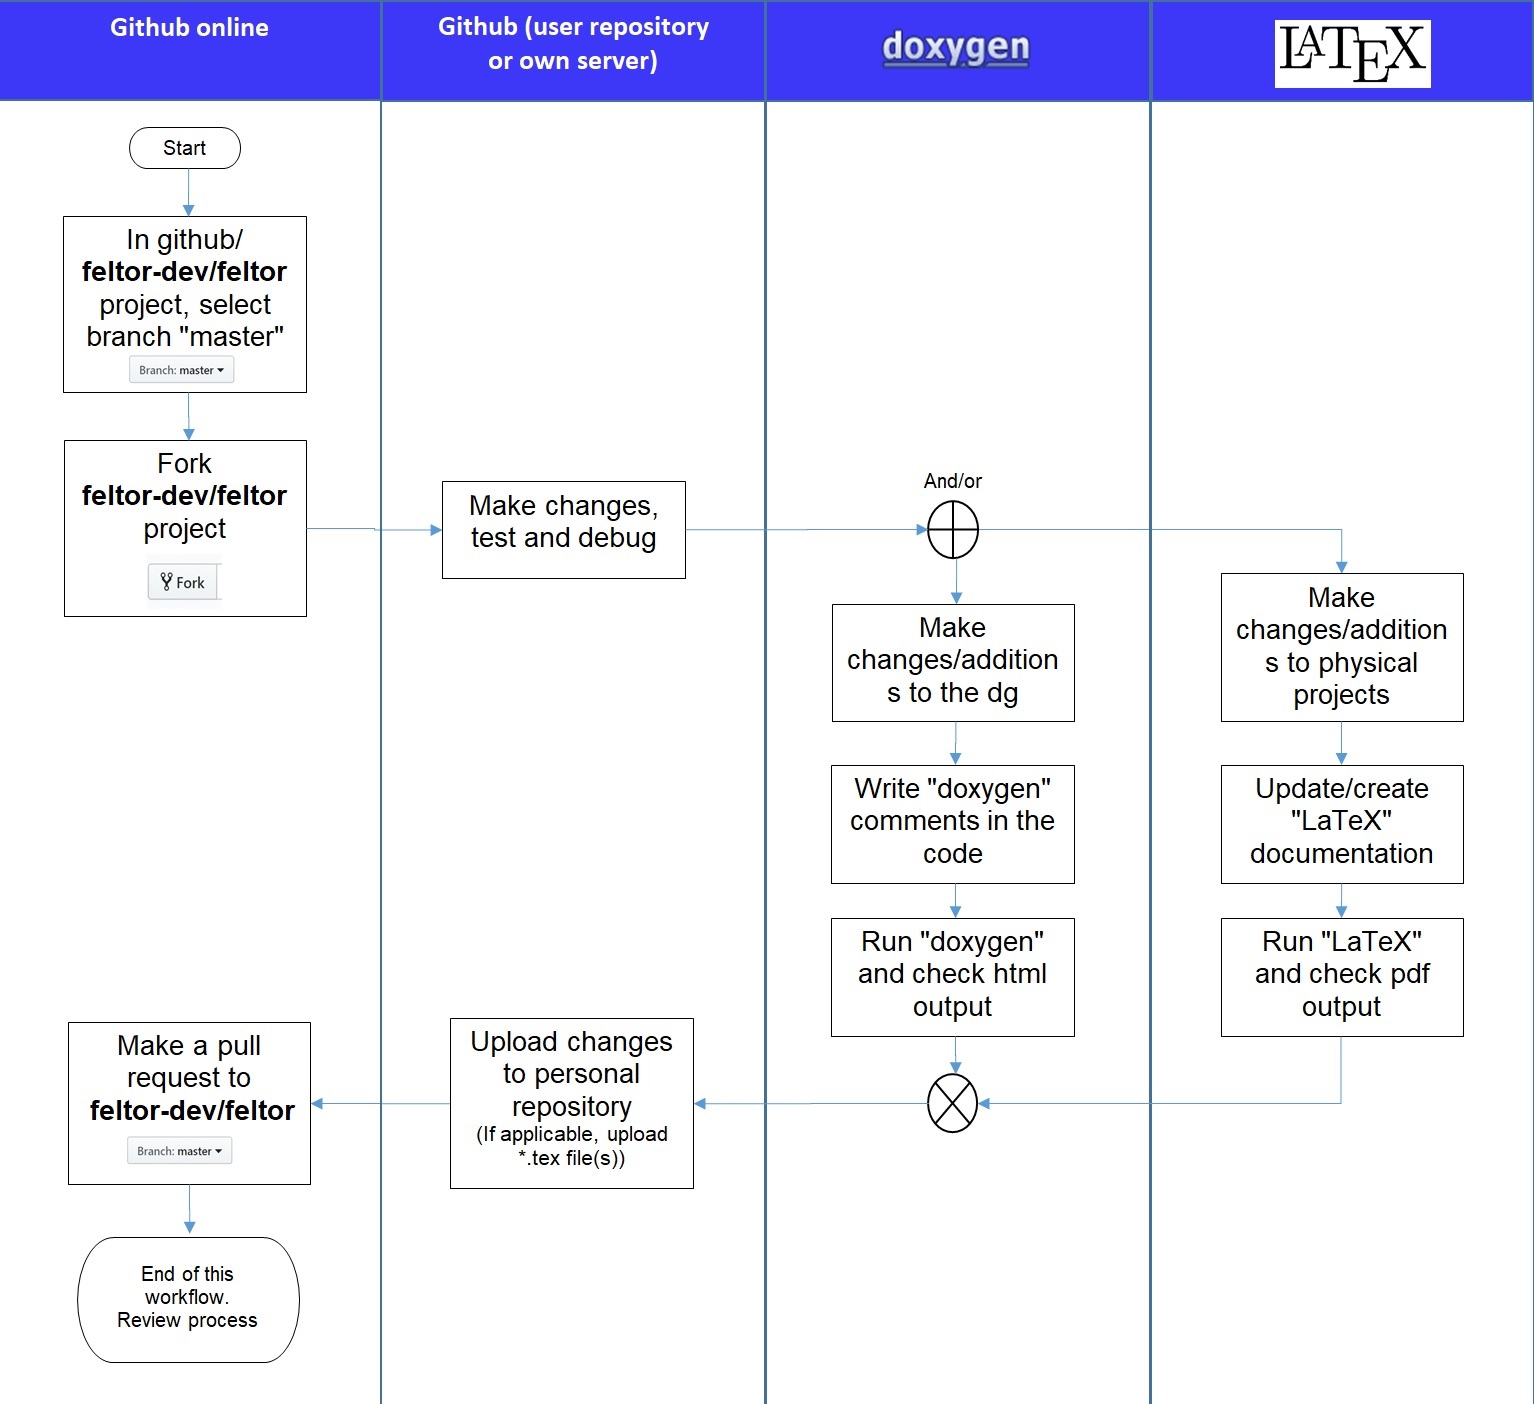 Github online
Github (user repository
or own server)
doxygen
LATEX
Start
In github/
feltor-dev/feltor
project, select
branch "master"
Branch: master
Fork
feltor-dev/feltor
project
Fork
Make changes,
test and debug
And/or
Make
changes/addition
s to the dg
Write "doxygen"
comments in the
code
Run "doxygen"
and check html
output
Make
changes/addition
s to physical
projects
Update/create
"LaTeX"
documentation
Run "LaTeX"
and check pdf
output
Upload changes
to personal
repository
(If applicable, upload
*.tex file(s))
Make a pull
request to
feltor-dev/feltor
Branch: master
End of this
workflow.
Review process